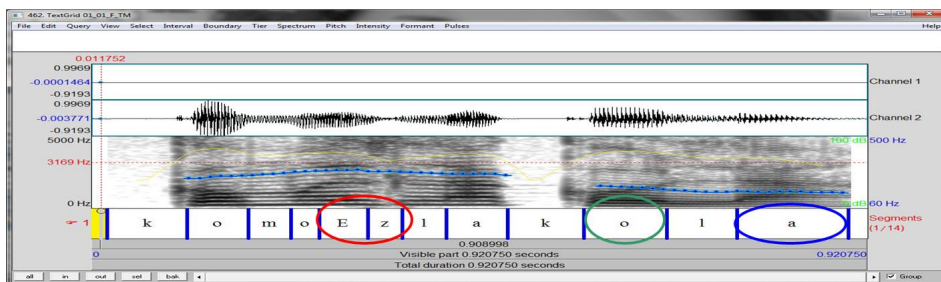 462. TextGrid 01_01_F_TM
File Edit Query View Select Interval Boundary Tier Spectrum Pitch Intensity Formant Pulses Help
0.011752
0.9969
-0.0001464
-0.9193
Channel 1
0.9969
-0.003771
-0.9193
Channel 2
5000 Hz
100 dB 500 Hz
3169 Hz
0 Hz
0 dB 60 Hz
1 k o m o E z l a k o l a Segments
(1/14)
0.908998
0 Visible part 0.920750 seconds 0.920750
Total duration 0.920750 seconds
all in out sel bak Group